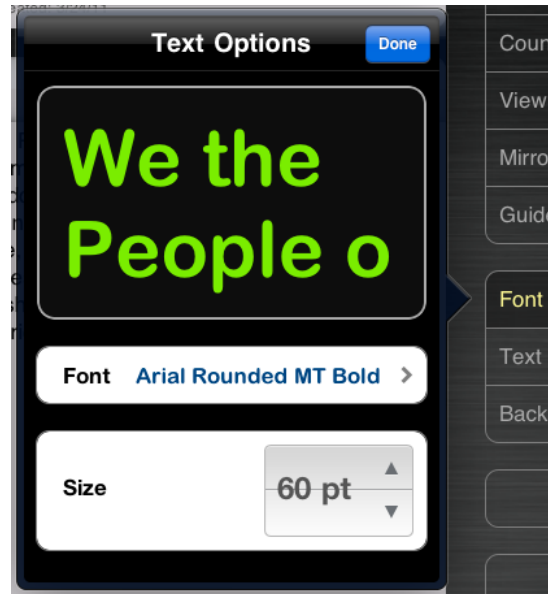 Text Options
Done
We the
People o
Font Arial Rounded MT Bold
Size
60 pt
Coun
View
Mirro
Guide
Font
Text
Back